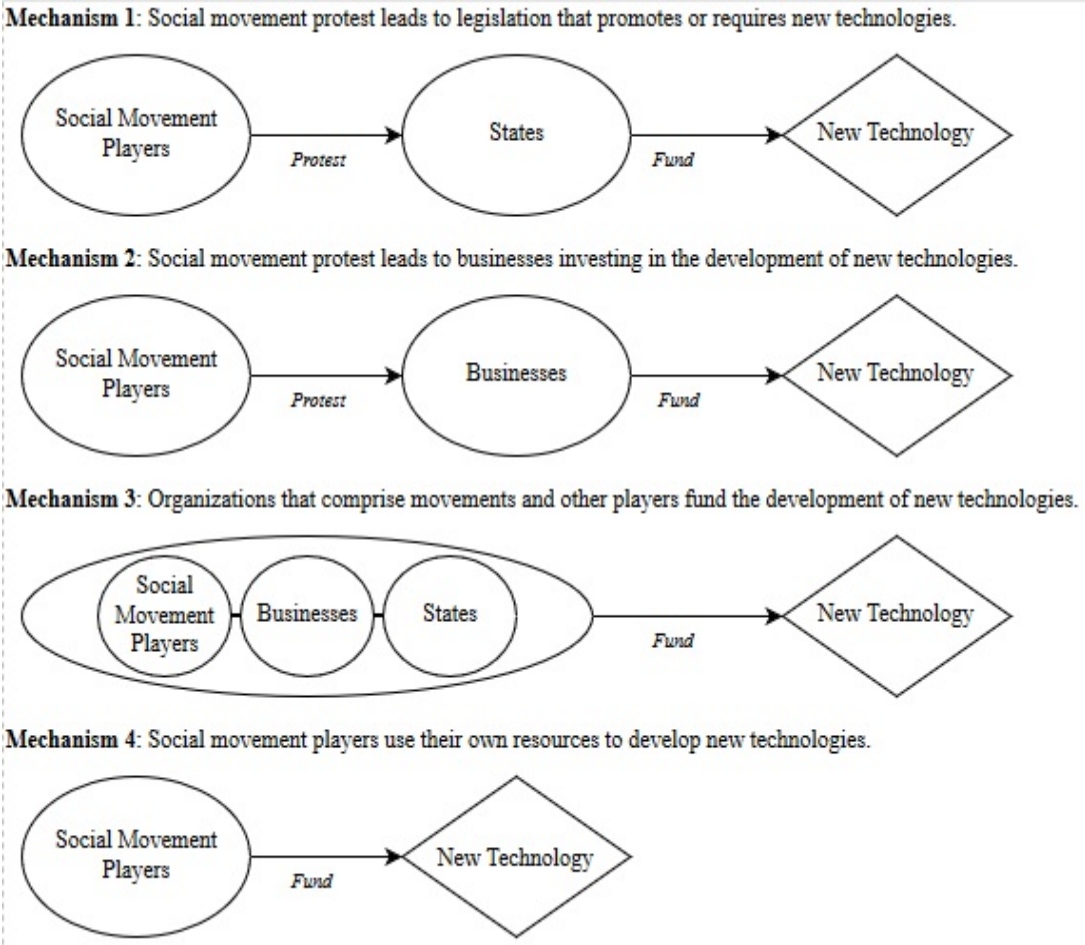 Mechanism 1: Social movement protest leads to legislation that promotes or requires new technologies.
Social Movement
Players
Protest
States
Fund
New Technology
Mechanism 2: Social movement protest leads to businesses investing in the development of new technologies.
Social Movement
Players
Protest
Businesses
Fund
New Technology
Mechanism 3: Organizations that comprise movements and other players fund the development of new technologies.
Social
Movement
Players
Businesses
States
Fund
New Technology
Mechanism 4: Social movement players use their own resources to develop new technologies.
Social Movement
Players
Fund
New Technology